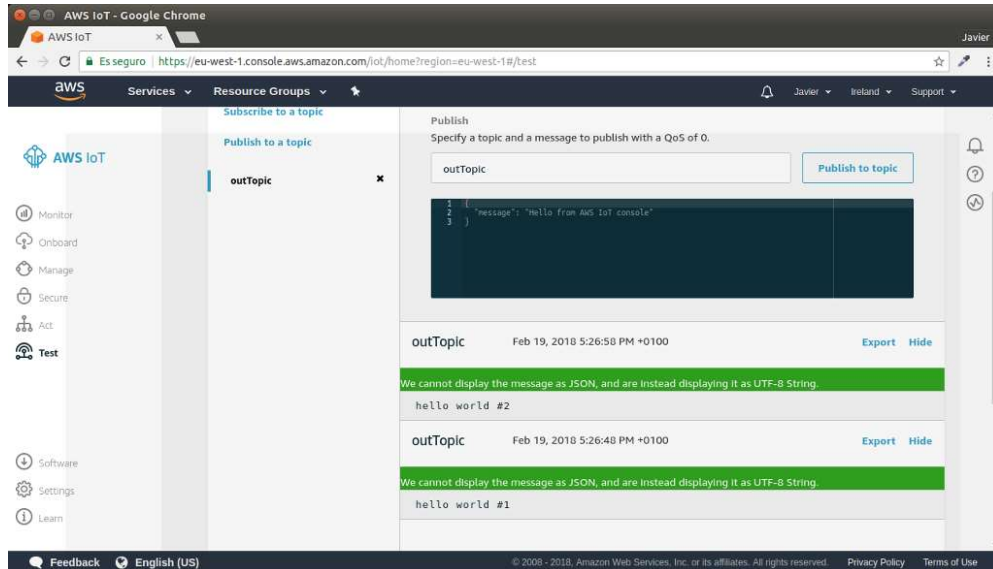 AWS IoT - Google Chrome
AWS IoT ×
Javier
Es seguro | https://eu-west-1.console.aws.amazon.com/iot/home?region=eu-west-1#/test
aws Services Resource Groups Javier Ireland Support
Subscribe to a topic
Publish to a topic
outTopic
AWS IoT
Monitor
Onboard
Manage
Secure
Act
Test
Software
Settings
Learn
Publish
Specify a topic and a message to publish with a QoS of 0.
outTopic Publish to topic
1 {
2 "message": "Hello from AWS IoT console"
3 }
outTopic Feb 19, 2018 5:26:58 PM +0100 Export Hide
We cannot display the message as JSON, and are instead displaying it as UTF-8 String.
hello world #2
outTopic Feb 19, 2018 5:26:48 PM +0100 Export Hide
We cannot display the message as JSON, and are instead displaying it as UTF-8 String.
hello world #1
Feedback English (US) © 2008 - 2018, Amazon Web Services, Inc. or its affiliates. All rights reserved. Privacy Policy Terms of Use